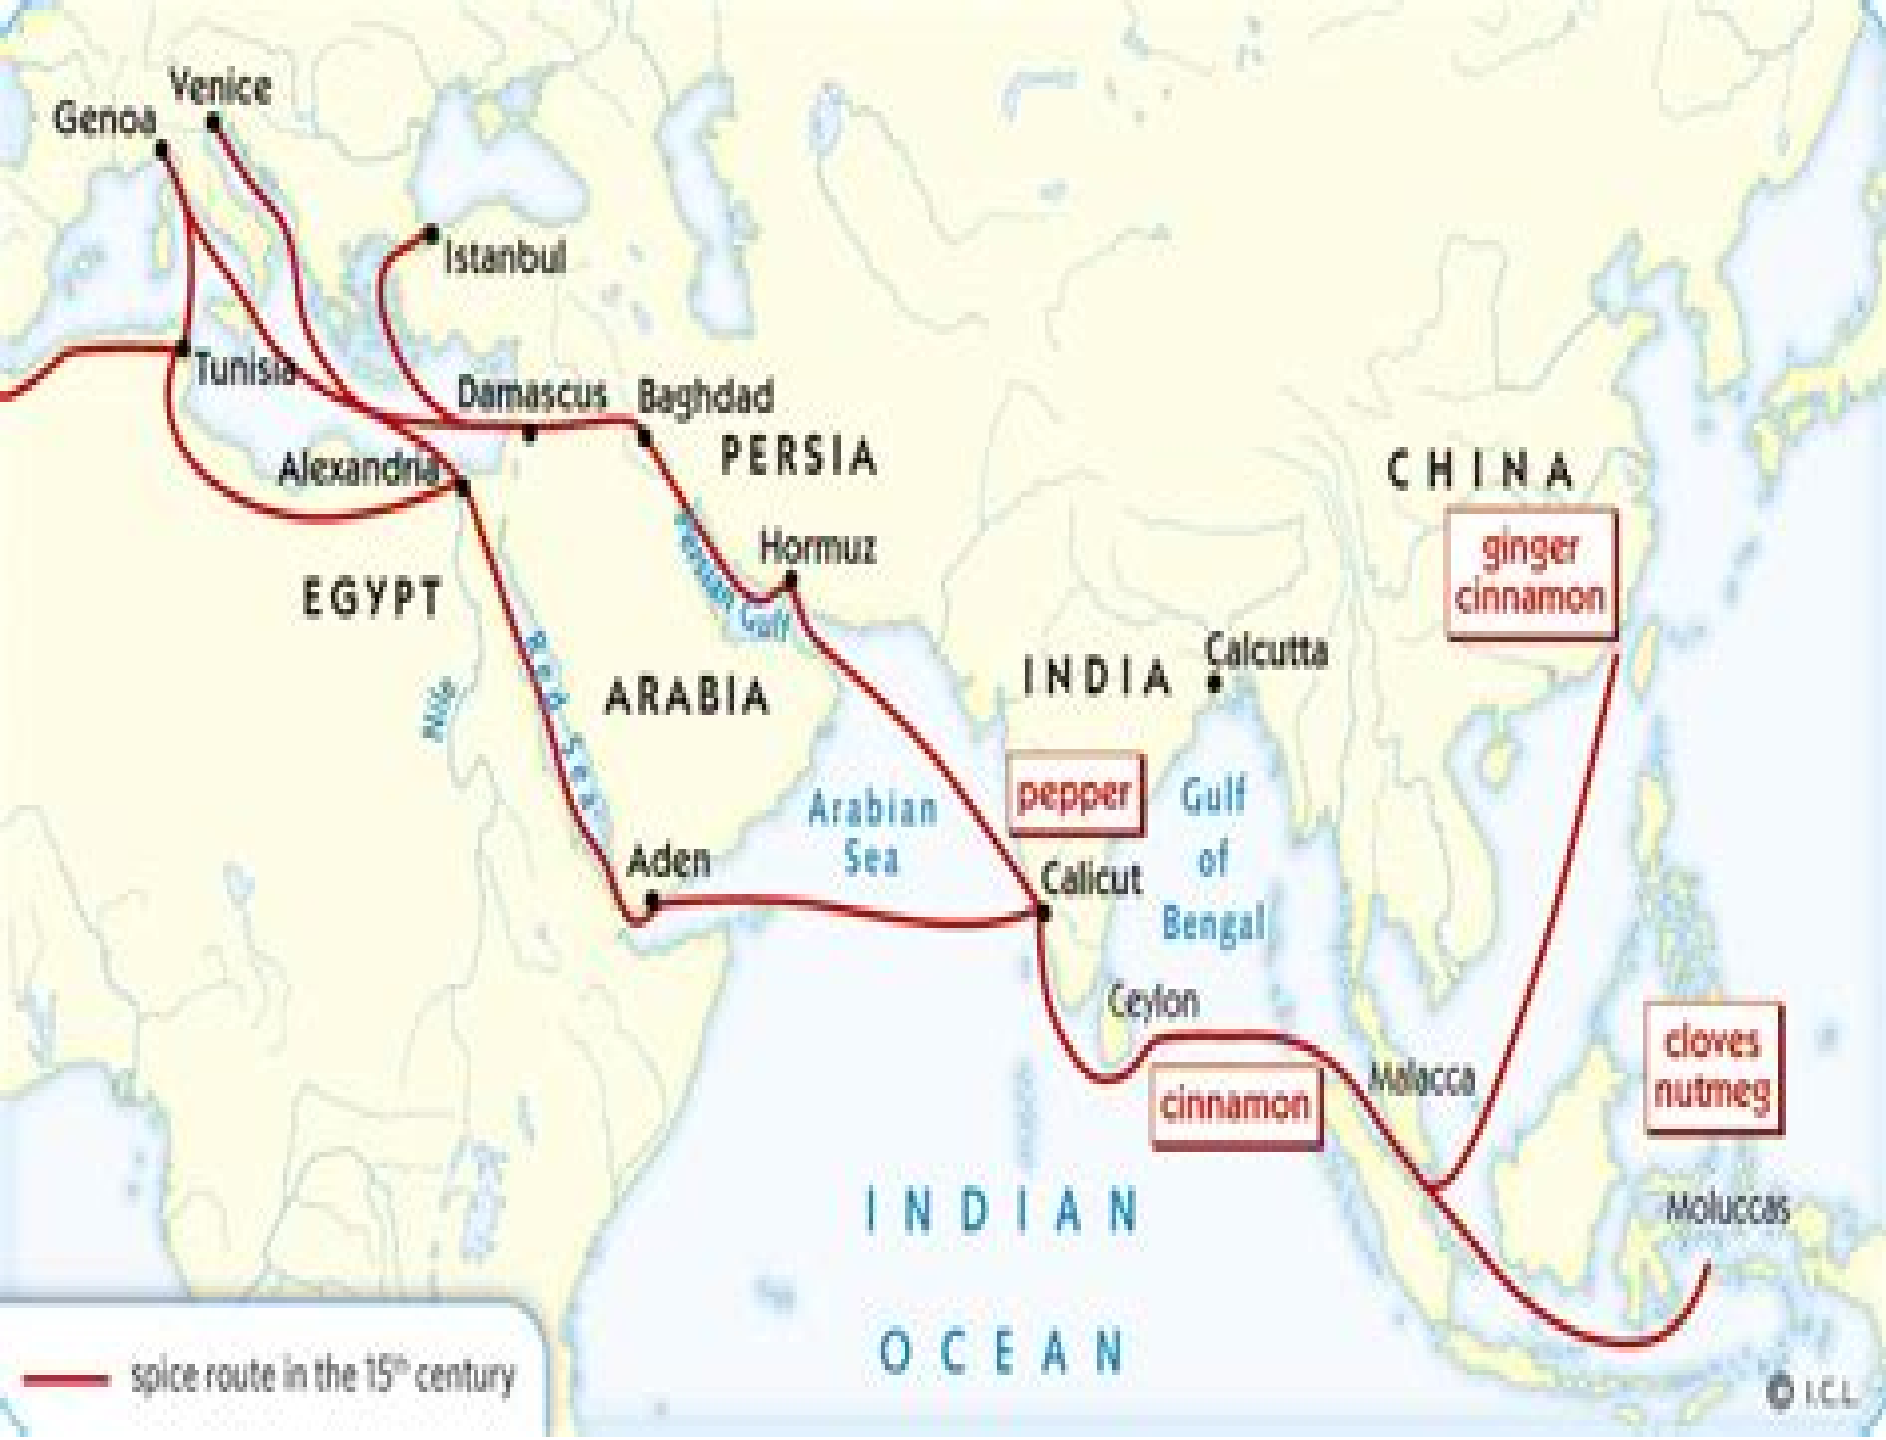 Venice
Genoa
Istanbul
Tunisia
Damascus
Baghdad
PERSIA
Alexandria
CHINA
ginger
cinnamon
Hormuz
Persian Gulf
EGYPT
Calcutta
INDIA
Red Sea
ARABIA
Nile
pepper
Arabian
Sea
Gulf
of
Bengal
Aden
Calicut
Ceylon
cloves
nutmeg
Malacca
cinnamon
INDIAN
OCEAN
Moluccas
spice route in the 15th century
© I.C.L.